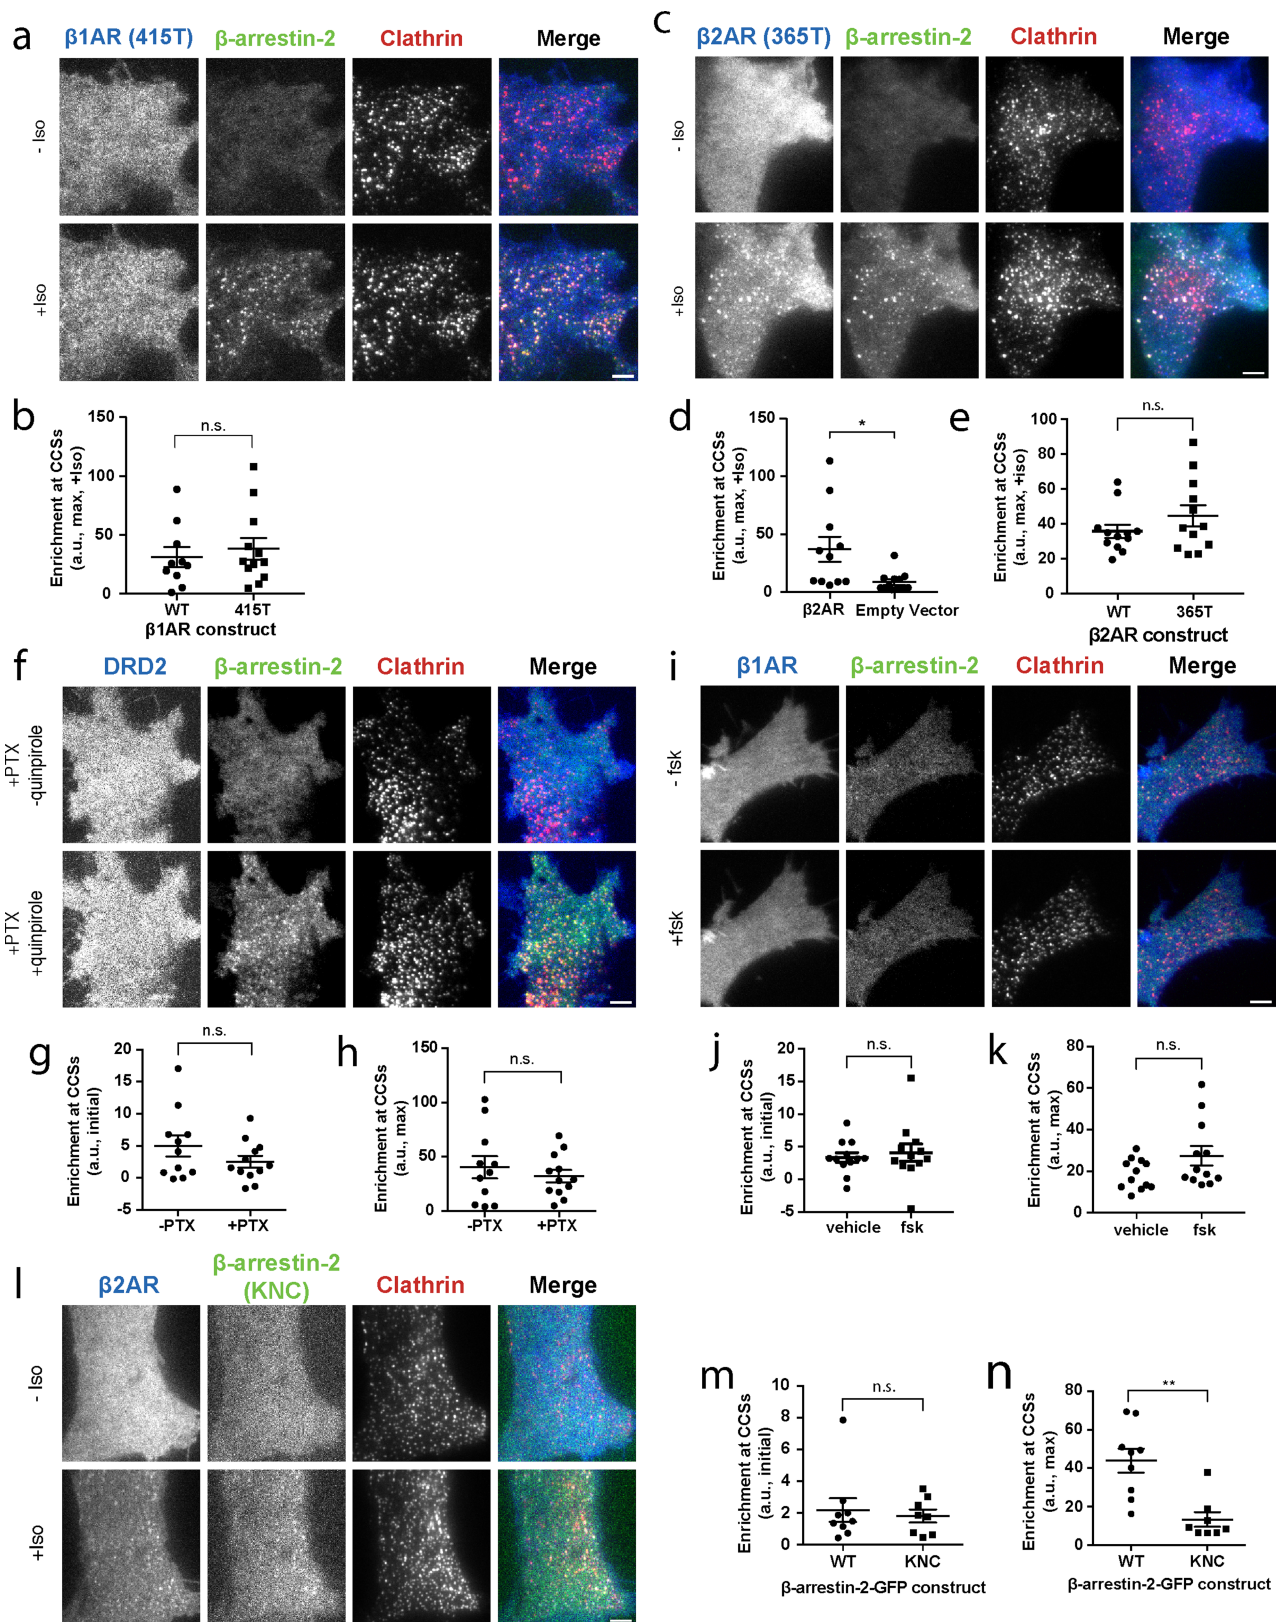 a
β1AR (415T) β-arrestin-2 Clathrin Merge
- Iso
+Iso
b
Enrichment at CCSs
(a.u., max, +Iso)
150
100
50
0
n.s.
WT 415T
β1AR construct
c
β2AR (365T) β-arrestin-2 Clathrin Merge
- Iso
+Iso
d
Enrichment at CCSs
(a.u., max, +Iso)
150
100
50
0
*
β2AR Empty Vector
e
Enrichment at CCSs
(a.u., max, +iso)
100
80
60
40
20
0
n.s.
WT 365T
β2AR construct
f
DRD2 β-arrestin-2 Clathrin Merge
+PTX
-quinpirole
+PTX
+quinpirole
g
Enrichment at CCSs
(a.u., initial)
20
15
10
5
0
-5
n.s.
-PTX +PTX
h
Enrichment at CCSs
(a.u., max)
150
100
50
0
n.s.
-PTX +PTX
i
β1AR β-arrestin-2 Clathrin Merge
- fsk
+fsk
j
Enrichment at CCSs
(a.u., initial)
20
15
10
5
0
-5
n.s.
vehicle fsk
k
Enrichment at CCSs
(a.u., max)
80
60
40
20
0
n.s.
vehicle fsk
l
β2AR β-arrestin-2 Clathrin Merge
(KNC)
- Iso
+Iso
m
Enrichment at CCSs
(a.u., initial)
10
8
6
4
2
0
n.s.
WT KNC
β-arrestin-2-GFP construct
n
Enrichment at CCSs
(a.u., max)
80
60
40
20
0
**
WT KNC
β-arrestin-2-GFP construct